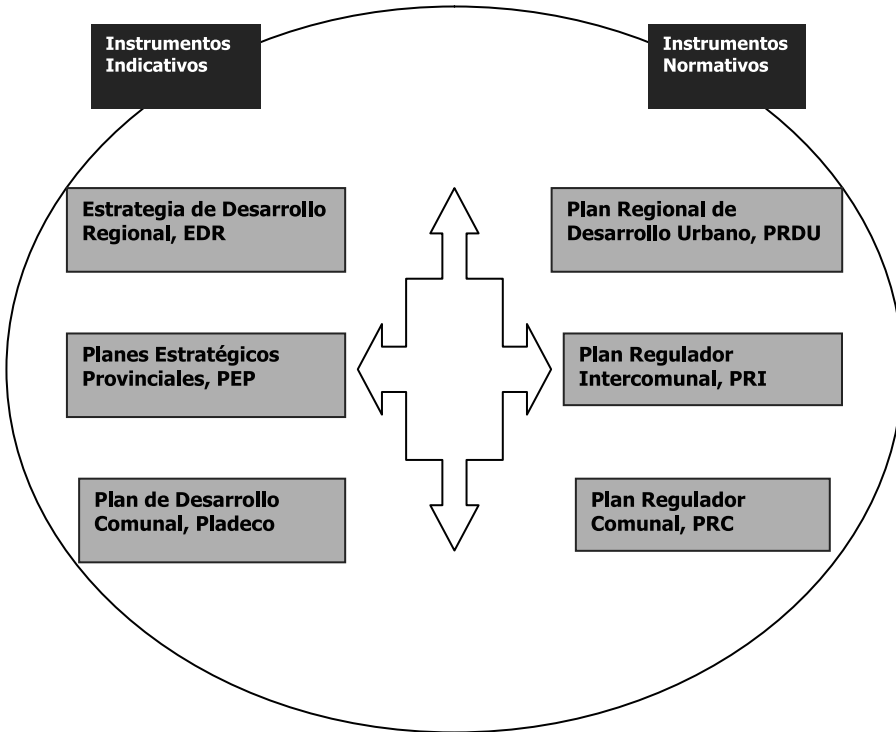 Instrumentos
Indicativos
Instrumentos
Normativos
Estrategia de Desarrollo
Regional, EDR
Plan Regional de
Desarrollo Urbano, PRDU
Planes Estratégicos
Provinciales, PEP
Plan Regulador
Intercomunal, PRI
Plan de Desarrollo
Comunal, Pladeco
Plan Regulador
Comunal, PRC